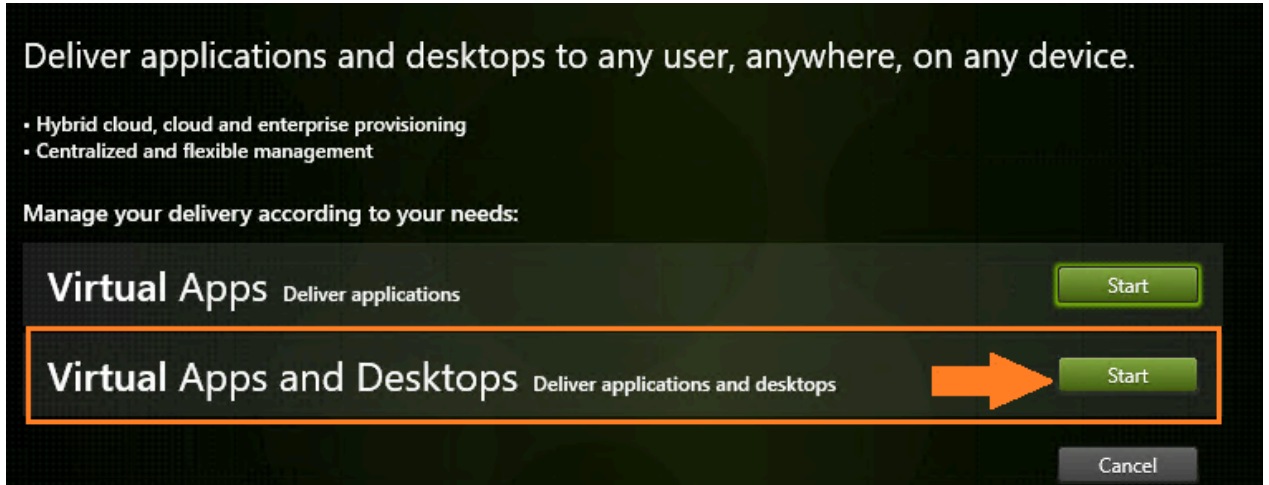 Deliver applications and desktops to any user, anywhere, on any device.
• Hybrid cloud, cloud and enterprise provisioning
• Centralized and flexible management
Manage your delivery according to your needs:
Virtual Apps Deliver applications Start
Virtual Apps and Desktops Deliver applications and desktops Start
Cancel